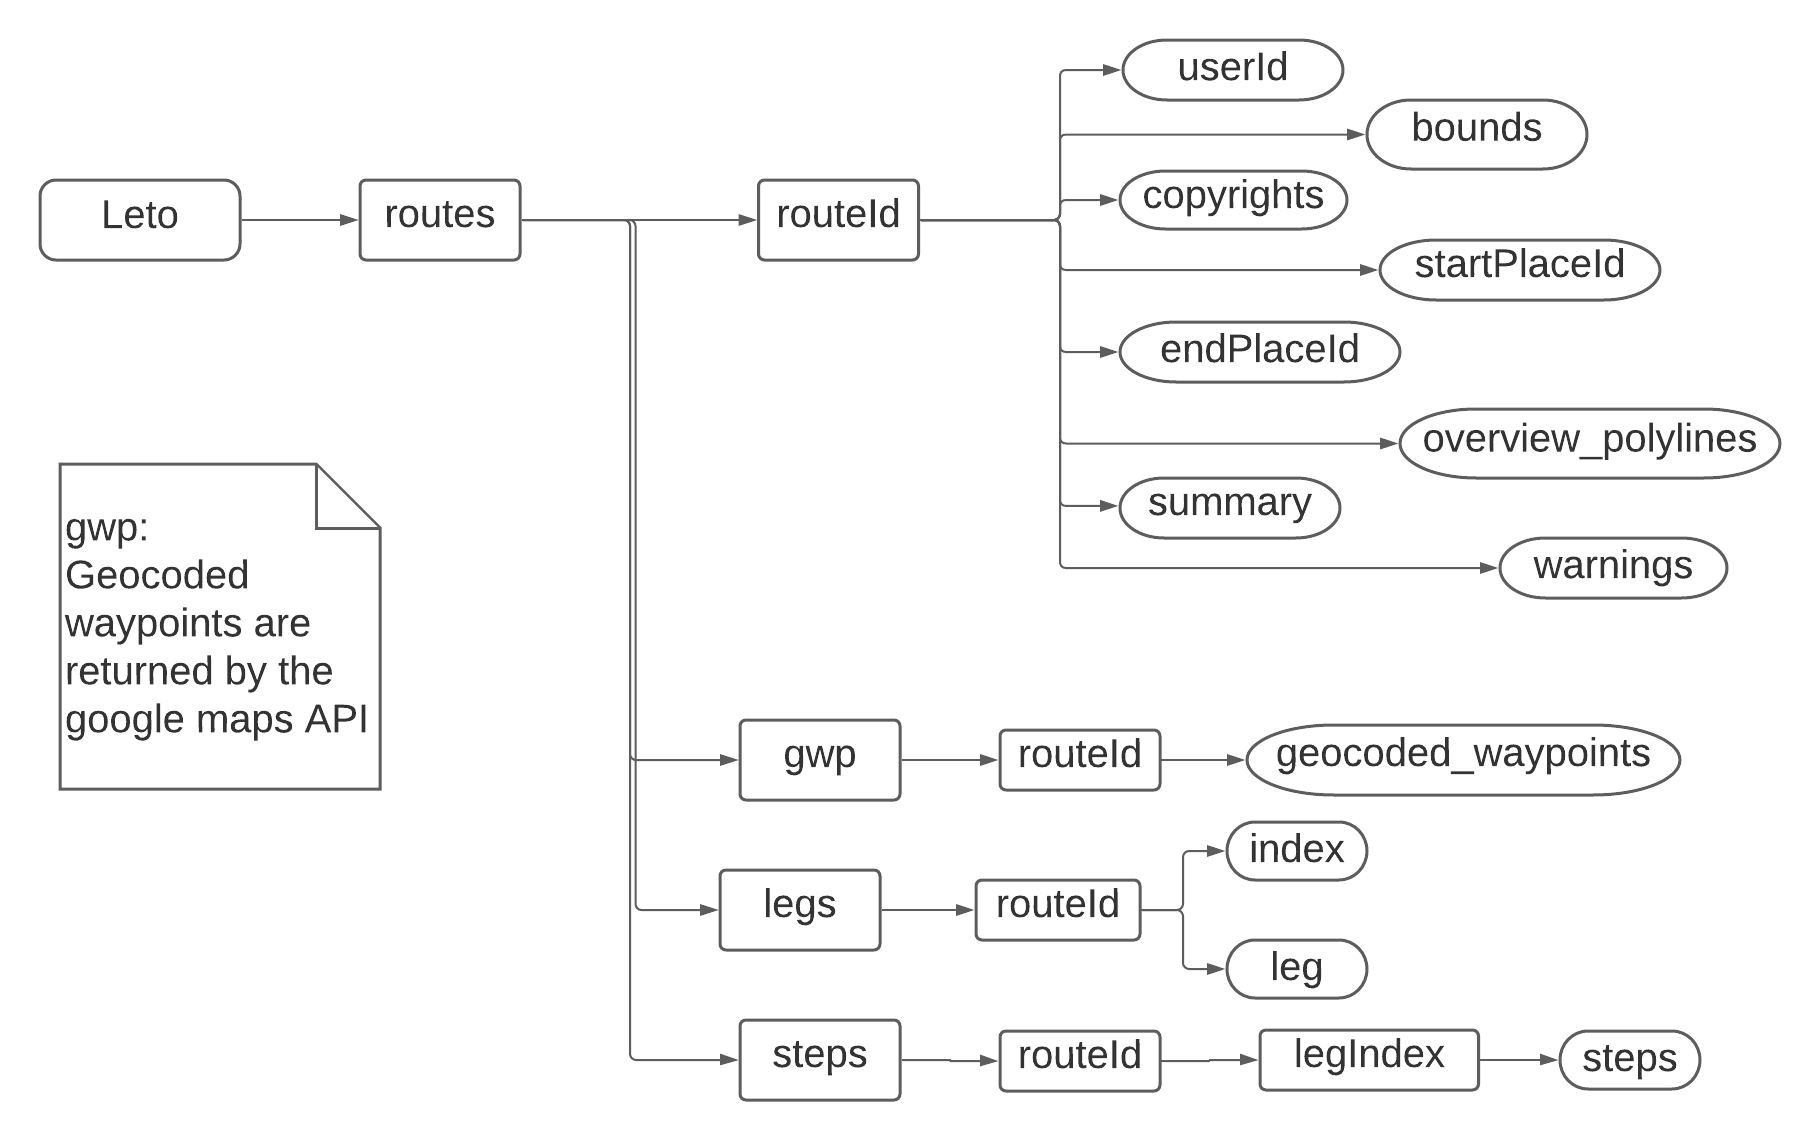 userId
bounds
copyrights
Leto
routes
routeId
startPlaceId
endPlaceId
overview_polylines
summary
warnings
gwp:
Geocoded
waypoints are
returned by the
google maps API
gwp
routeId
geocoded_waypoints
index
legs
routeId
leg
steps
routeId
legIndex
steps